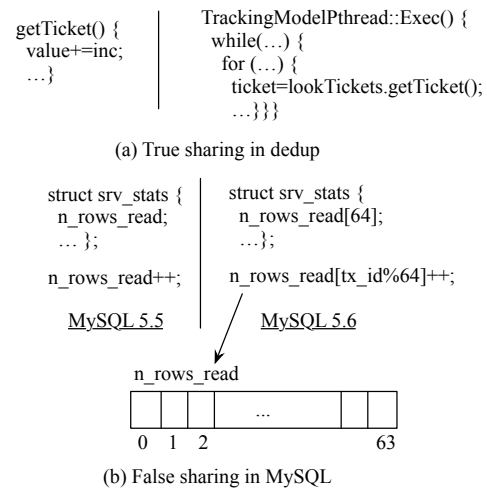 getTicket() {
value+=inc;
…}
TrackingModelPthread::Exec() {
while(…) {
for (…) {
ticket=lookTickets.getTicket();
…}}}
(a) True sharing in dedup
struct srv_stats {
n_rows_read;
… };
n_rows_read++;
MySQL 5.5
struct srv_stats {
n_rows_read[64];
…};
n_rows_read[tx_id%64]++;
MySQL 5.6
n_rows_read
...
0 1 2 63
(b) False sharing in MySQL